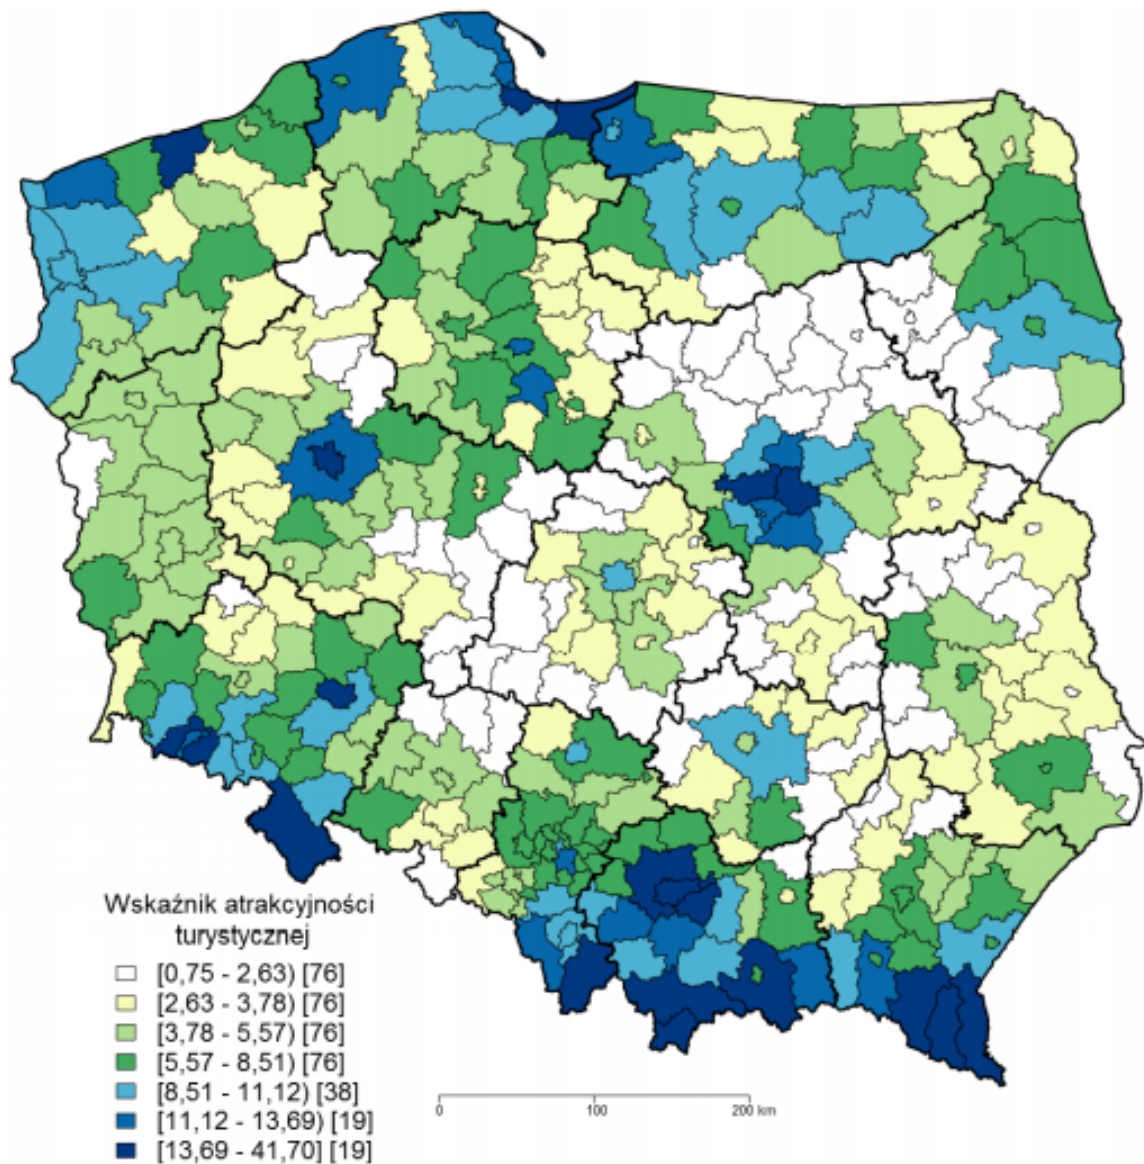 Wskaźnik atrakcyjności
turystycznej
[0,75 - 2,63) [76]
[2,63 - 3,78) [76]
[3,78 - 5,57) [76]
[5,57 - 8,51) [76]
[8,51 - 11,12) [38]
[11,12 - 13,69) [19]
[13,69 - 41,70] [19]
0 100 200 km